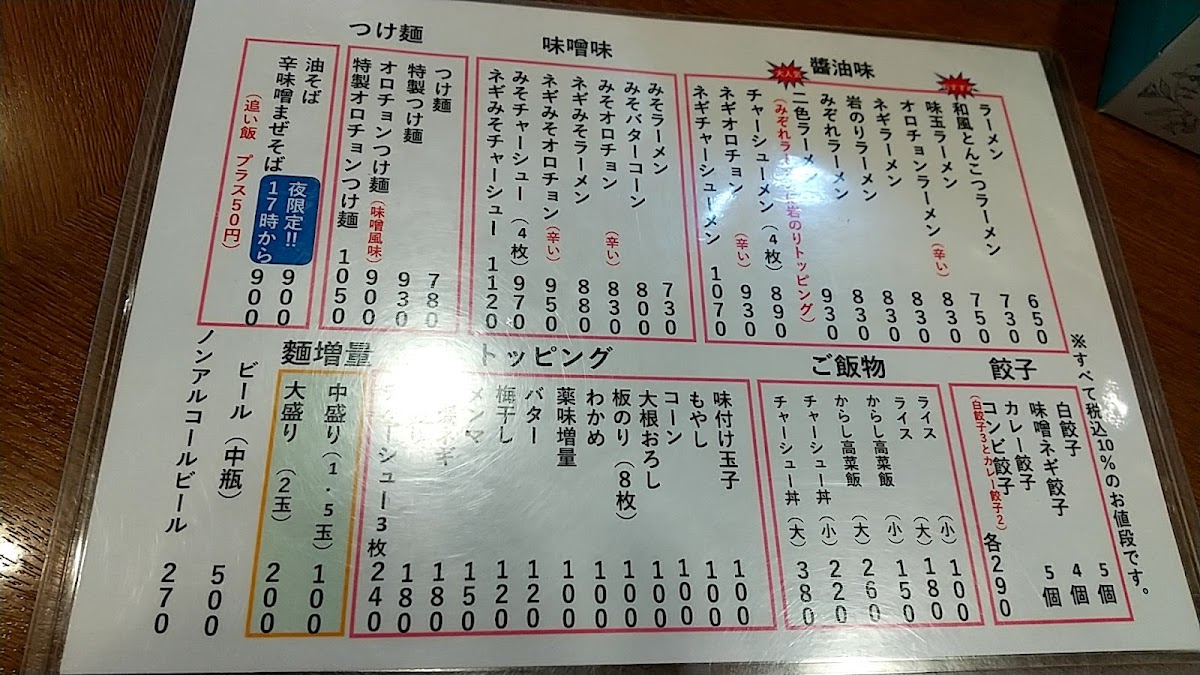 醬油味
ラーメン 650
和風とんこつラーメン 730
味玉ラーメン 750
オロチョンラーメン(辛い) 830
ネギラーメン 830
岩のりラーメン 830
みぞれラーメン 830
大人気
二色ラーメン 930
(みぞれラー 岩のりトッピング)
チャーシューメン(4枚) 890
ネギオロチョン(辛い) 930
ネギチャーシューメン 1070
味噌味
みそラーメン 730
みそバターコーン 800
みそオロチョン(辛い) 830
ネギみそラーメン 880
ネギみそオロチョン(辛い) 950
みそチャーシュー(4枚) 970
ネギみそチャーシュー 1120
つけ麺
つけ麺 780
特製つけ麺 930
オロチョンつけ麺(味噌風味) 900
特製オロチョンつけ麺 1050
油そば 900
夜限定!!
17時から
辛味噌まぜそば 900
(追い飯 プラス50円)
※すべて税込10%のお値段です。
餃子
白餃子 5個
味噌ネギ餃子 4個
カレー餃子 5個
コンビ餃子 各290
(白餃子3とカレー餃子2)
ご飯物
ライス(小) 100
ライス(大) 180
からし高菜飯(小) 150
からし高菜飯(大) 260
チャーシュー丼(小) 220
チャーシュー丼(大) 380
トッピング
味付け玉子 100
もやし 100
コーン 100
大根おろし 100
板のり(8枚) 100
わかめ 100
薬味増量 100
バター 120
梅干し 120
メンマ 150
ネギ 180
180
シュー3枚 240
麺増量
中盛り(1.5玉) 100
大盛り(2玉) 200
ビール(中瓶) 500
ノンアルコールビール 270